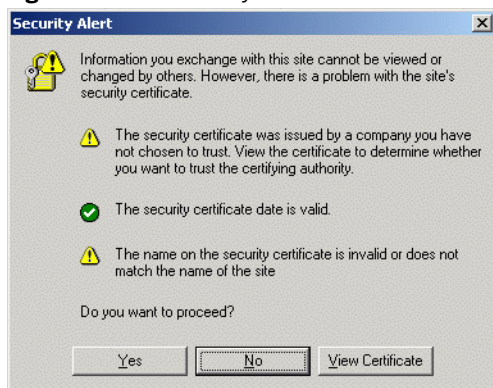 Security Alert
Information you exchange with this site cannot be viewed or
changed by others. However, there is a problem with the site's
security certificate.
The security certificate was issued by a company you have
not chosen to trust. View the certificate to determine whether
you want to trust the certifying authority.
The security certificate date is valid.
The name on the security certificate is invalid or does not
match the name of the site
Do you want to proceed?
Yes No View Certificate